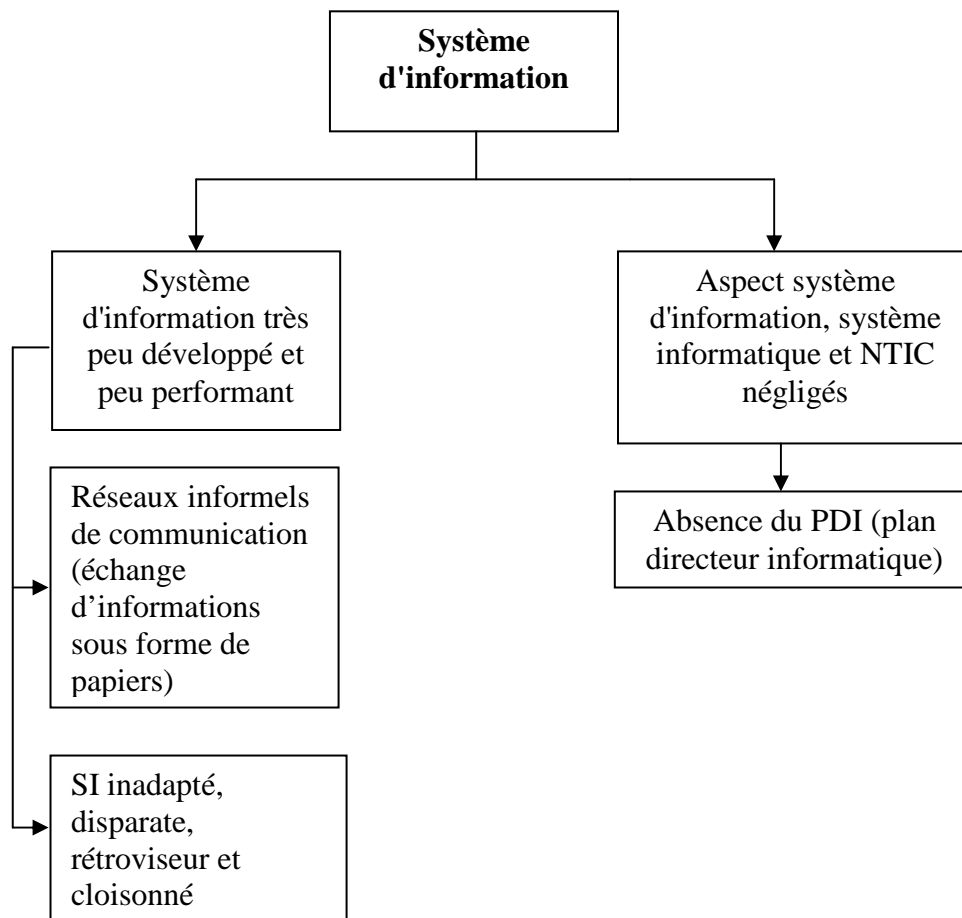 Système
d'information
Système
d'information très
peu développé et
peu performant
Aspect système
d'information, système
informatique et NTIC
négligés
Réseaux informels
de communication
(échange
d’informations
sous forme de
papiers)
Absence du PDI (plan
directeur informatique)
SI inadapté,
disparate,
rétroviseur et
cloisonné